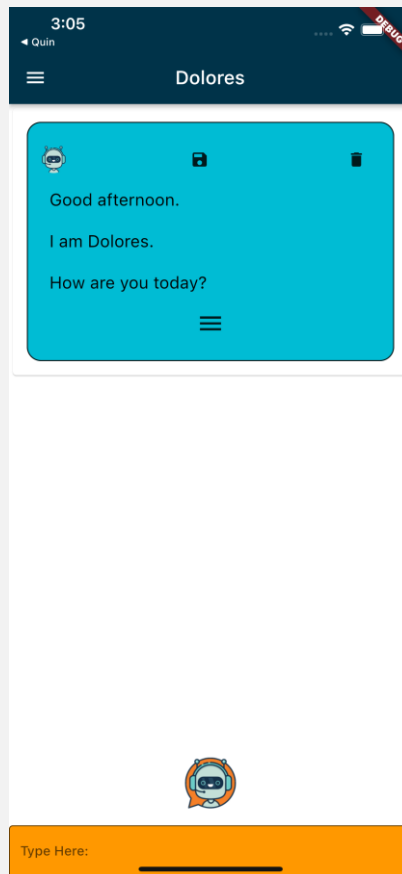 3:05
◀ Quin
DEBUG
Dolores
Good afternoon.
I am Dolores.
How are you today?
Type Here: